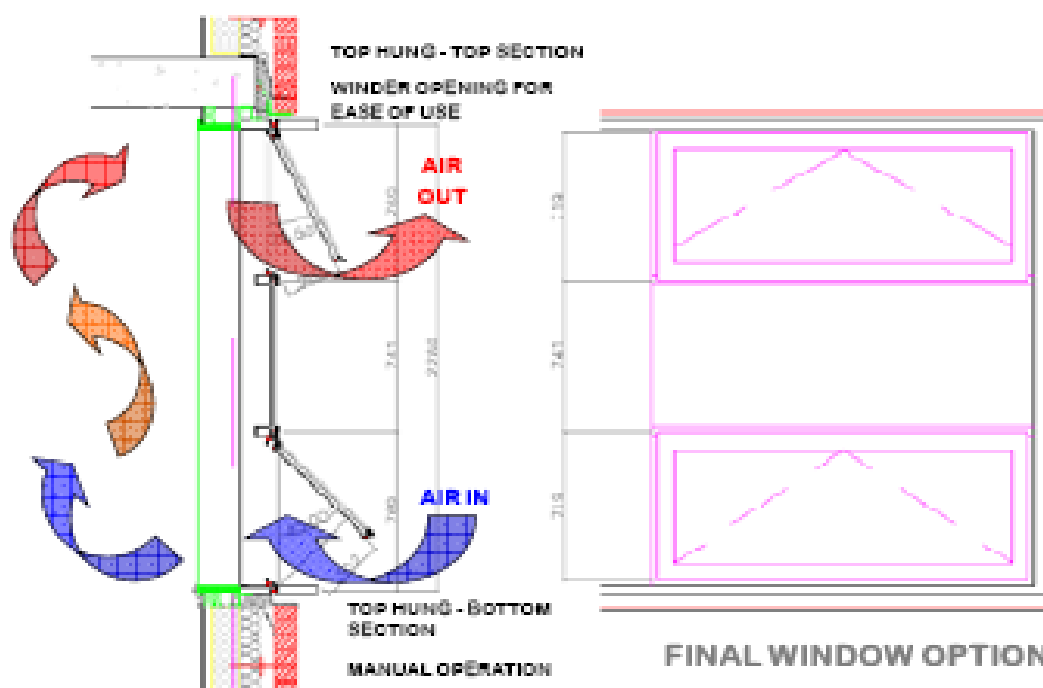 TOP HUNG - TOP SECTION
WINDER OPENING FOR
EASE OF USE
AIR
OUT
AIR IN
TOP HUNG - BOTTOM
SECTION
MANUAL OPERATION
FINAL WINDOW OPTION